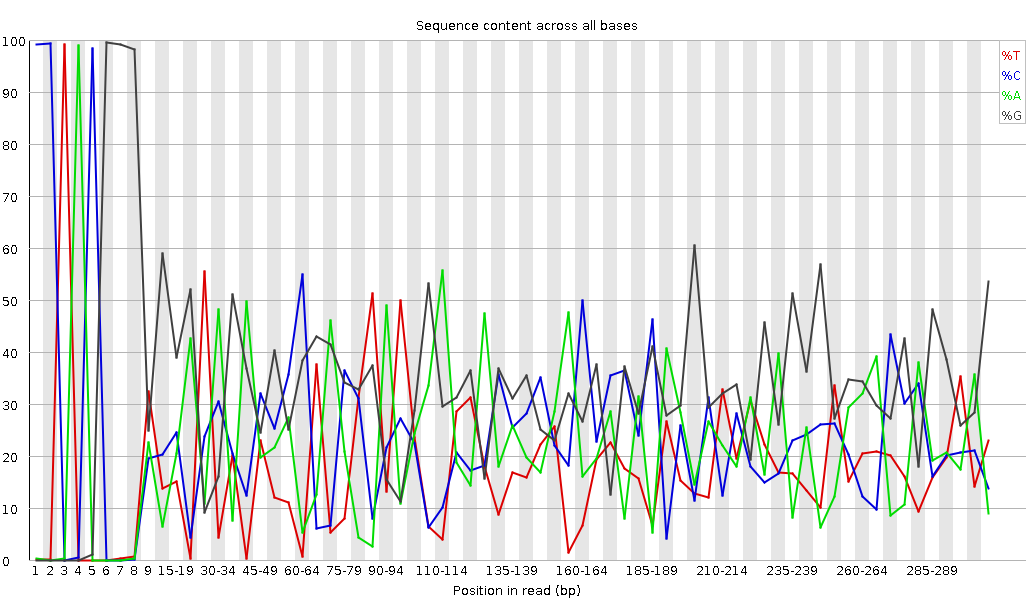 Sequence content across all bases
100
90
80
70
60
50
40
30
20
10
0
%T
%C
%A
%G
1 2 3 4 5 6 7 8 9 15-19 30-34 45-49 60-64 75-79 90-94 110-114 135-139 160-164 185-189 210-214 235-239 260-264 285-289
Position in read (bp)